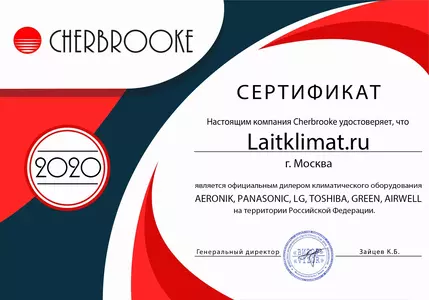 CHERBROOKE
СЕРТИФИКАТ
Настоящим компания Cherbrooke удостоверяет, что
Laitklimat.ru
г. Москва
2020
является официальным дилером климатического оборудования
AERONIK, PANASONIC, LG, TOSHIBA, GREEN, AIRWELL
на территории Российской Федерации.
Генеральный директор
Зайцев К.Б.